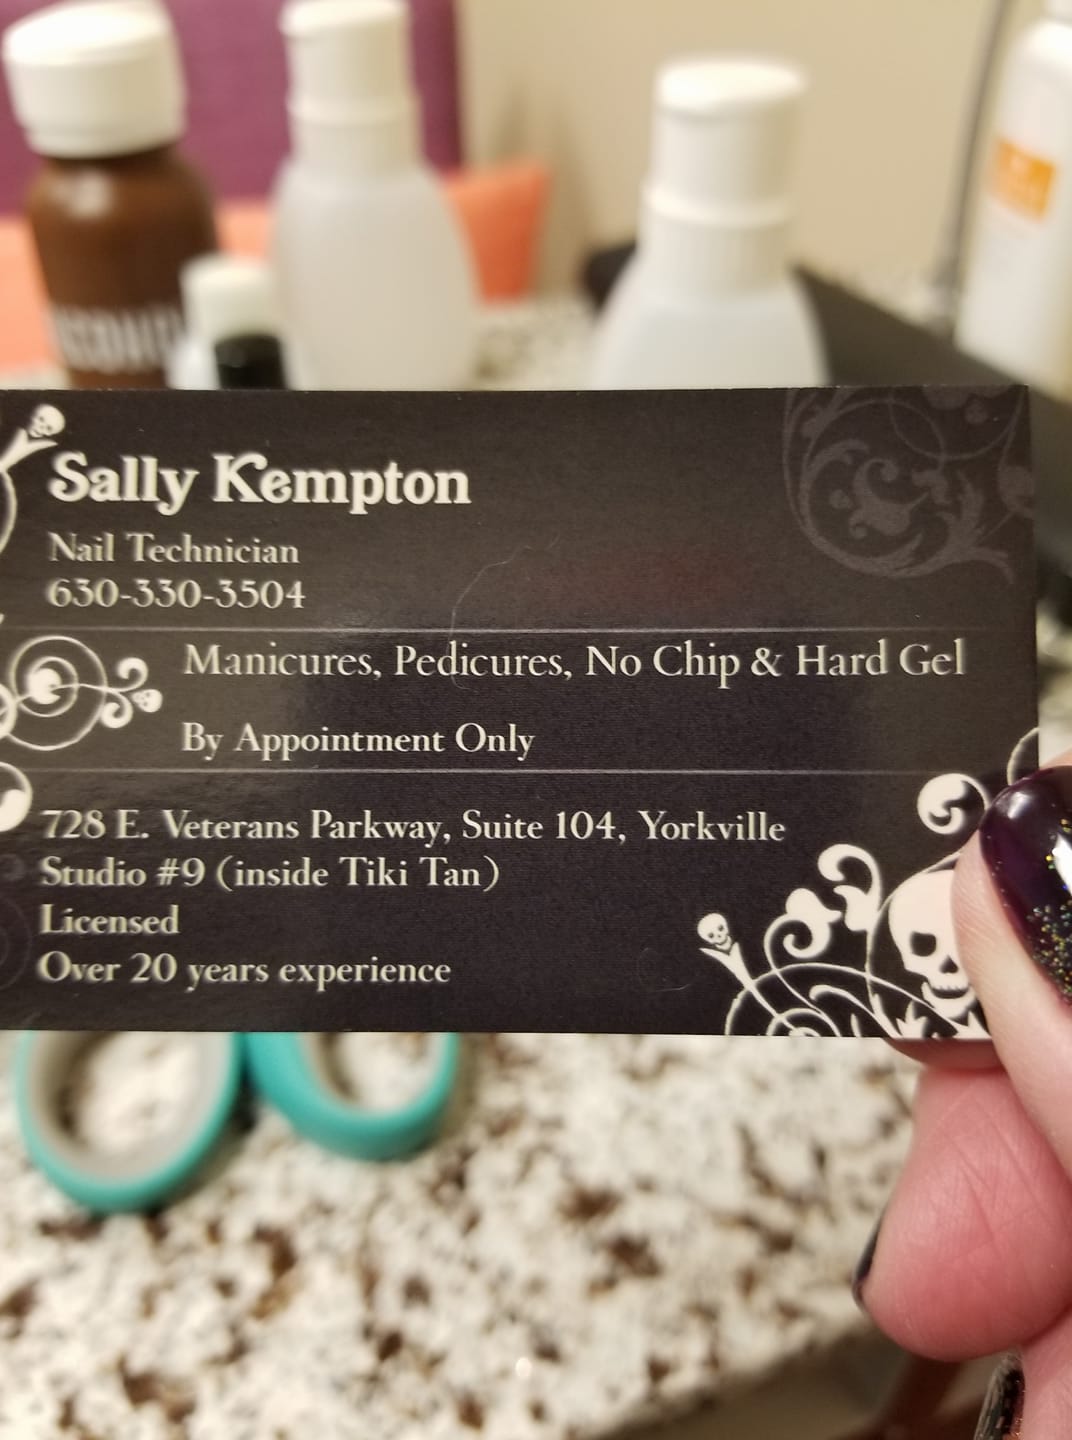 Sally Kempton
Nail Technician
630-330-3504
Manicures, Pedicures, No Chip & Hard Gel
By Appointment Only
728 E. Veterans Parkway, Suite 104, Yorkville
Studio #9 (inside Tiki Tan)
Licensed
Over 20 years experience